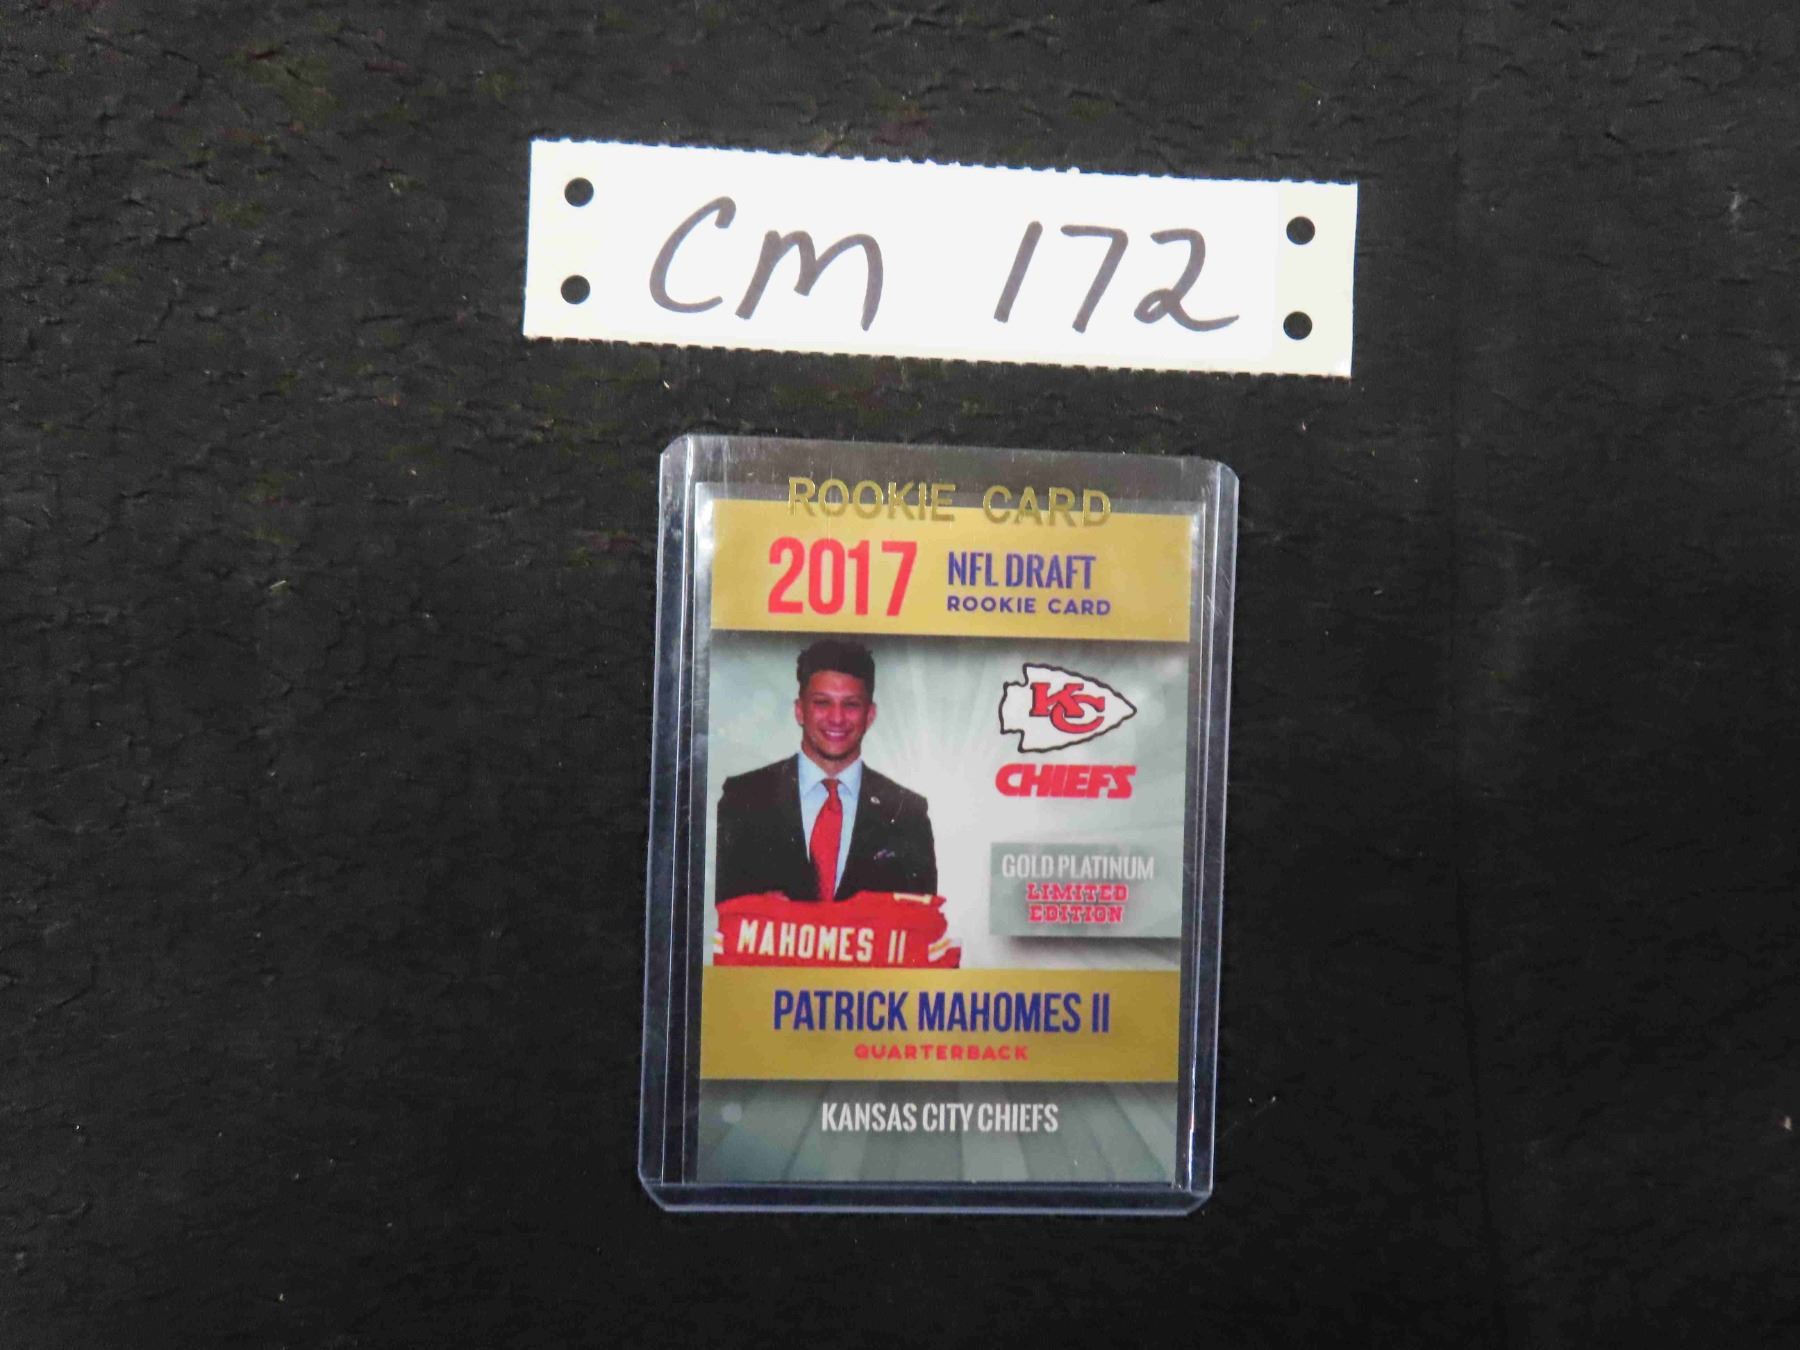 CM 172
ROOKIE CARD
2017 NFL DRAFT
ROOKIE CARD
KC
CHIEFS
GOLD PLATINUM
LIMITED
EDITION
MAHOMES II
PATRICK MAHOMES II
QUARTERBACK
KANSAS CITY CHIEFS